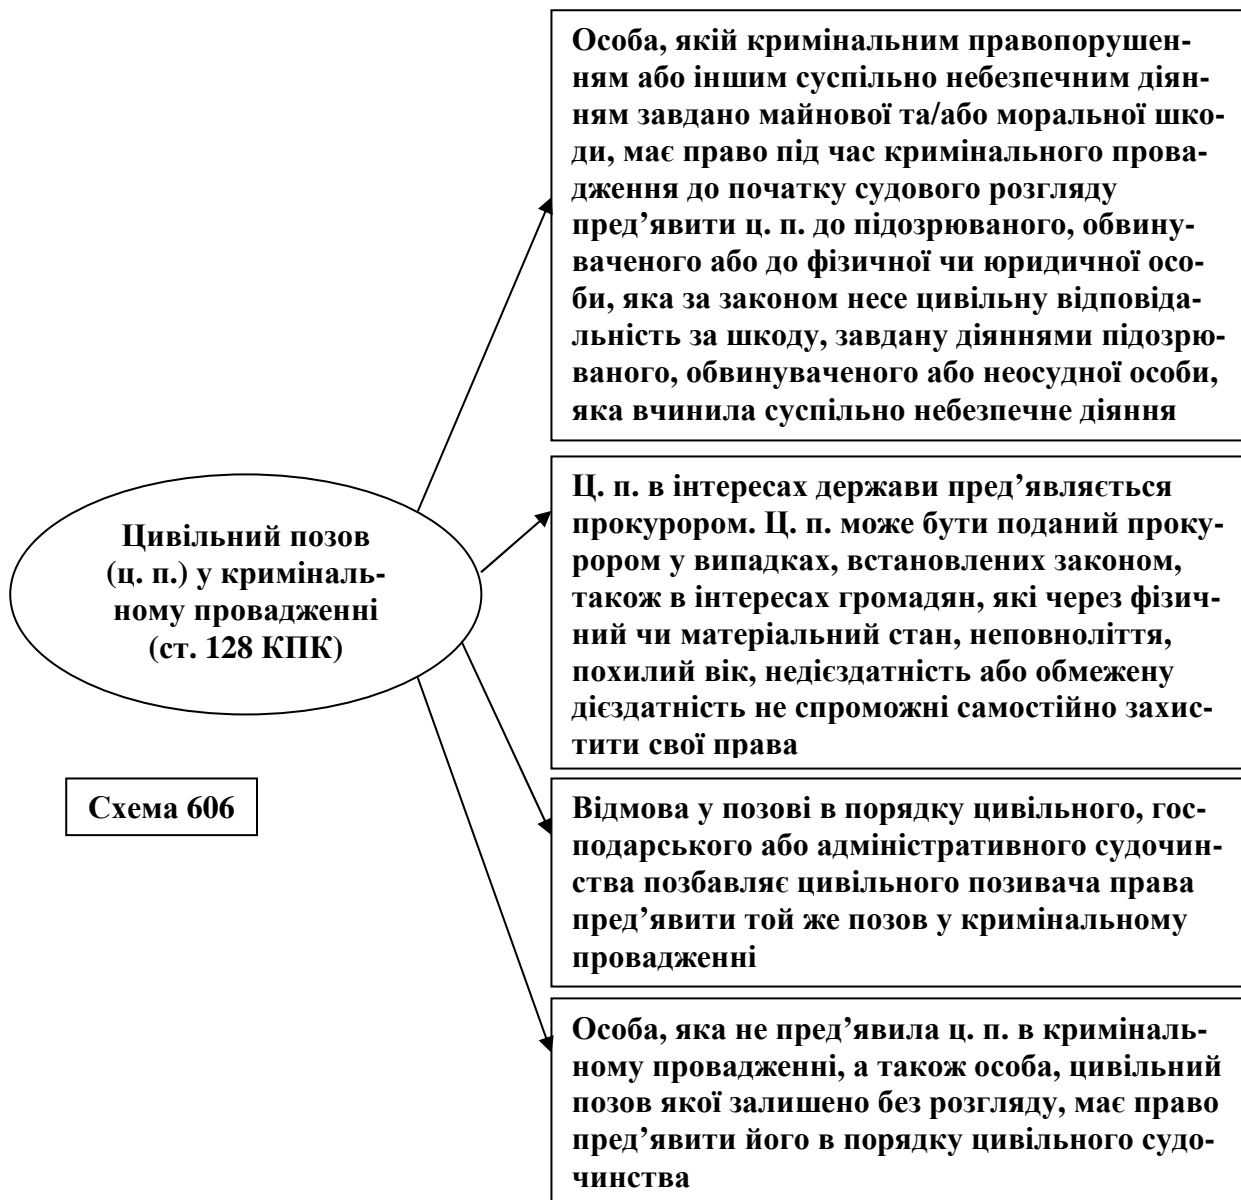 Особа, якій кримінальним правопорушен-
ням або іншим суспільно небезпечним діян-
ням завдано майнової та/або моральної шко-
ди, має право під час кримінального прова-
дження до початку судового розгляду
пред’явити ц. п. до підозрюваного, обвину-
ваченого або до фізичної чи юридичної осо-
би, яка за законом несе цивільну відповіда-
льність за шкоду, завдану діяннями підозрю-
ваного, обвинуваченого або неосудної особи,
яка вчинила суспільно небезпечне діяння
Цивільний позов
(ц. п.) у криміналь-
ному провадженні
(ст. 128 КПК)
Ц. п. в інтересах держави пред’являється
прокурором. Ц. п. може бути поданий проку-
рором у випадках, встановлених законом,
також в інтересах громадян, які через фізич-
ний чи матеріальний стан, неповноліття,
похилий вік, недієздатність або обмежену
дієздатність не спроможні самостійно захис-
тити свої права
Схема 606
Відмова у позові в порядку цивільного, гос-
подарського або адміністративного судочин-
ства позбавляє цивільного позивача права
пред’явити той же позов у кримінальному
провадженні
Особа, яка не пред’явила ц. п. в криміналь-
ному провадженні, а також особа, цивільний
позов якої залишено без розгляду, має право
пред’явити його в порядку цивільного судо-
чинства